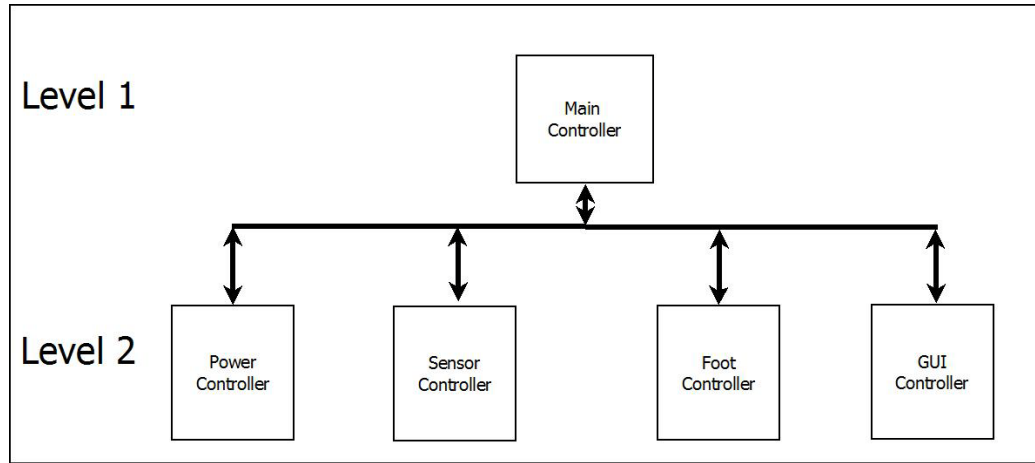 Level 1
Main
Controller
Level 2
Power
Controller
Sensor
Controller
Foot
Controller
GUI
Controller